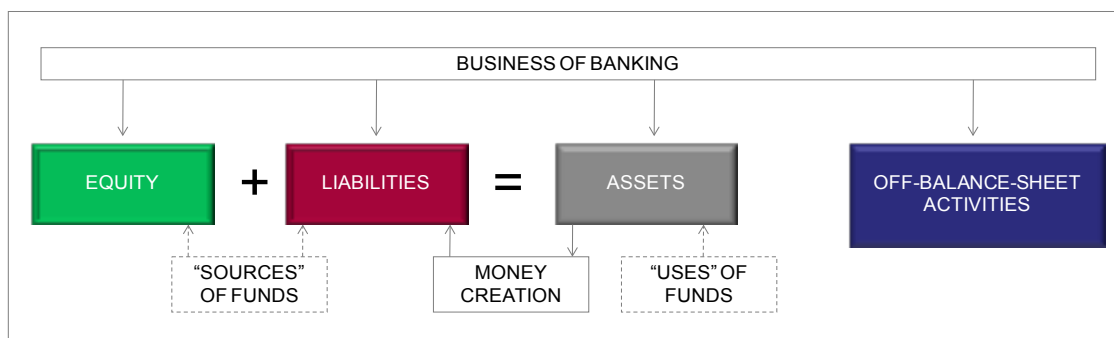 BUSINESS OF BANKING
EQUITY
+
LIABILITIES
=
ASSETS
OFF-BALANCE-SHEET
ACTIVITIES
“SOURCES”
OF FUNDS
MONEY
CREATION
“USES” OF
FUNDS